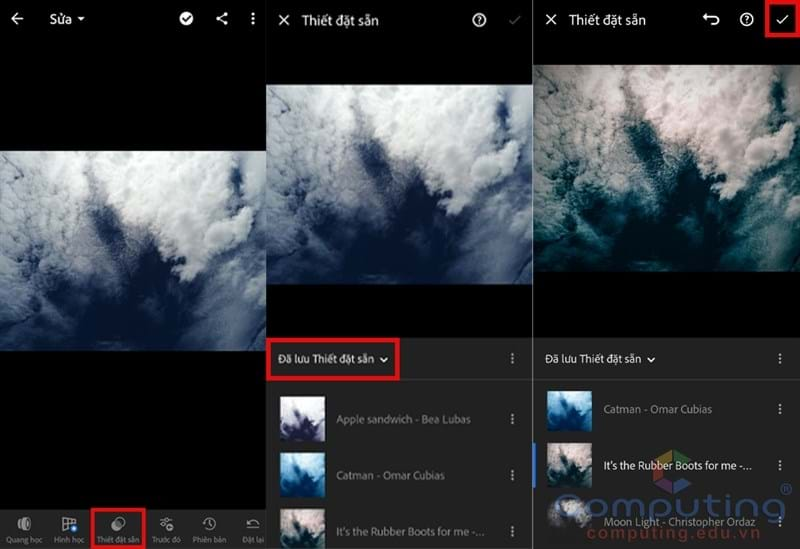 Sửa
Quang học
Hình học
Thiết đặt sẵn
Trước đó
Phiên bản
Đặt lại
Thiết đặt sẵn
Đã lưu Thiết đặt sẵn
Apple sandwich - Bea Lubas
Catman - Omar Cubias
It's the Rubber Boots for me -...
Thiết đặt sẵn
Đã lưu Thiết đặt sẵn
Catman - Omar Cubias
It's the Rubber Boots for me -...
Moon Light - Christopher Ordaz
Computing®
computing.edu.vn